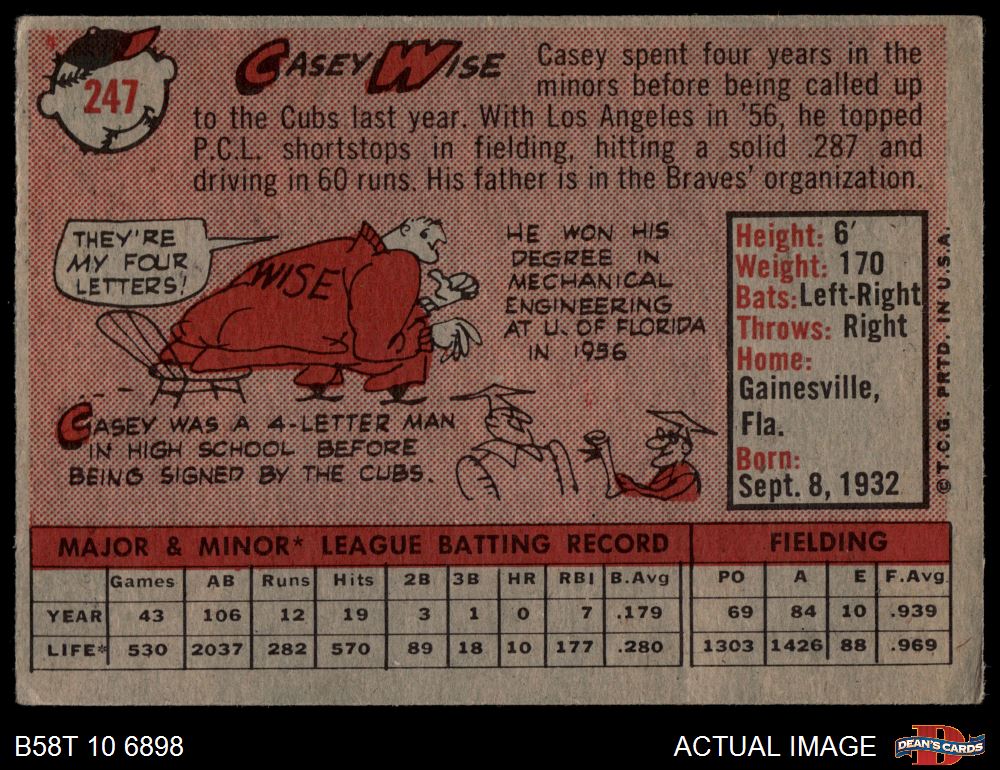 247
CASEY WISE
Casey spent four years in the
minors before being called up
to the Cubs last year. With Los Angeles in '56, he topped
P.C.L. shortstops in fielding, hitting a solid .287 and
driving in 60 runs. His father is in the Braves' organization.
THEY'RE
MY FOUR
LETTERS!
WISE
HE WON HIS
DEGREE IN
MECHANICAL
ENGINEERING
AT U. OF FLORIDA
IN 1956
CASEY WAS A 4-LETTER MAN
IN HIGH SCHOOL BEFORE
BEING SIGNED BY THE CUBS
Height: 6'
Weight: 170
Bats: Left-Right
Throws: Right
Home:
Gainesville,
Fla.
Born:
Sept. 8, 1932
© T.C.G. PRTD. IN U.S.A.
MAJOR & MINOR* LEAGUE BATTING RECORD FIELDING
Games AB Runs Hits 2B 3B HR RBI B.Avg PO A E F.Avg.
YEAR 43 106 12 19 3 1 0 7 .179 69 84 10 .939
LIFE* 530 2037 282 570 89 18 10 177 .280 1303 1426 88 .969
B58T 10 6898
ACTUAL IMAGE
D
DEAN'S CARDS